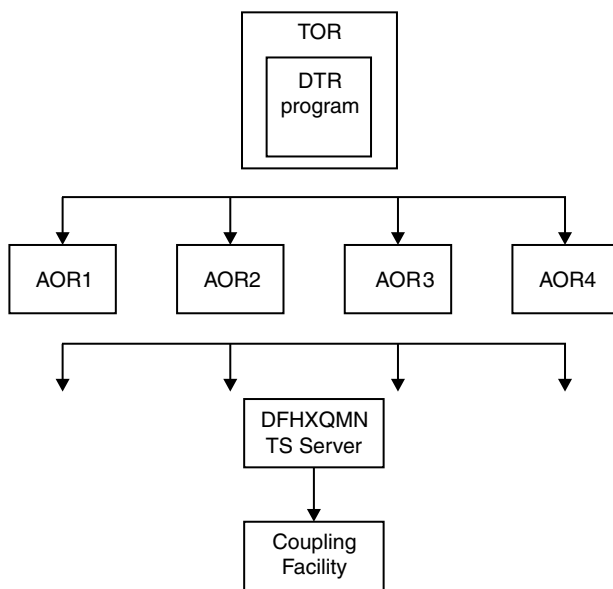 TOR
DTR
program
AOR1
AOR2
AOR3
AOR4
DFHXQMN
TS Server
Coupling
Facility